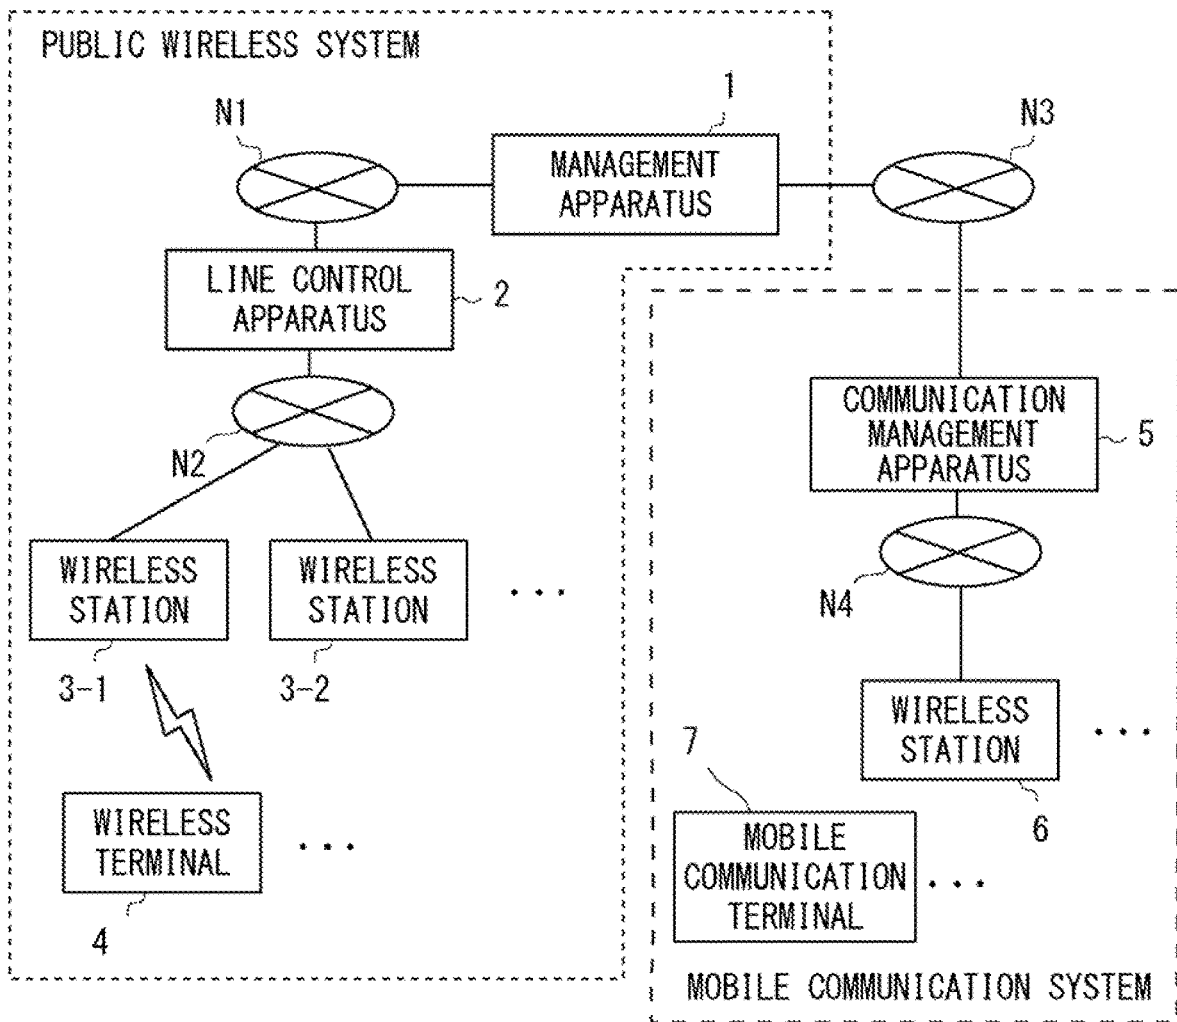 PUBLIC WIRELESS SYSTEM
1
N1
N3
MANAGEMENT
APPARATUS
LINE CONTROL
APPARATUS
2
COMMUNICATION
MANAGEMENT
APPARATUS
5
N2
WIRELESS
STATION
WIRELESS
STATION
...
N4
3-1
3-2
WIRELESS
STATION
...
7
6
WIRELESS
TERMINAL
...
MOBILE
COMMUNICATION
TERMINAL
...
4
MOBILE COMMUNICATION SYSTEM